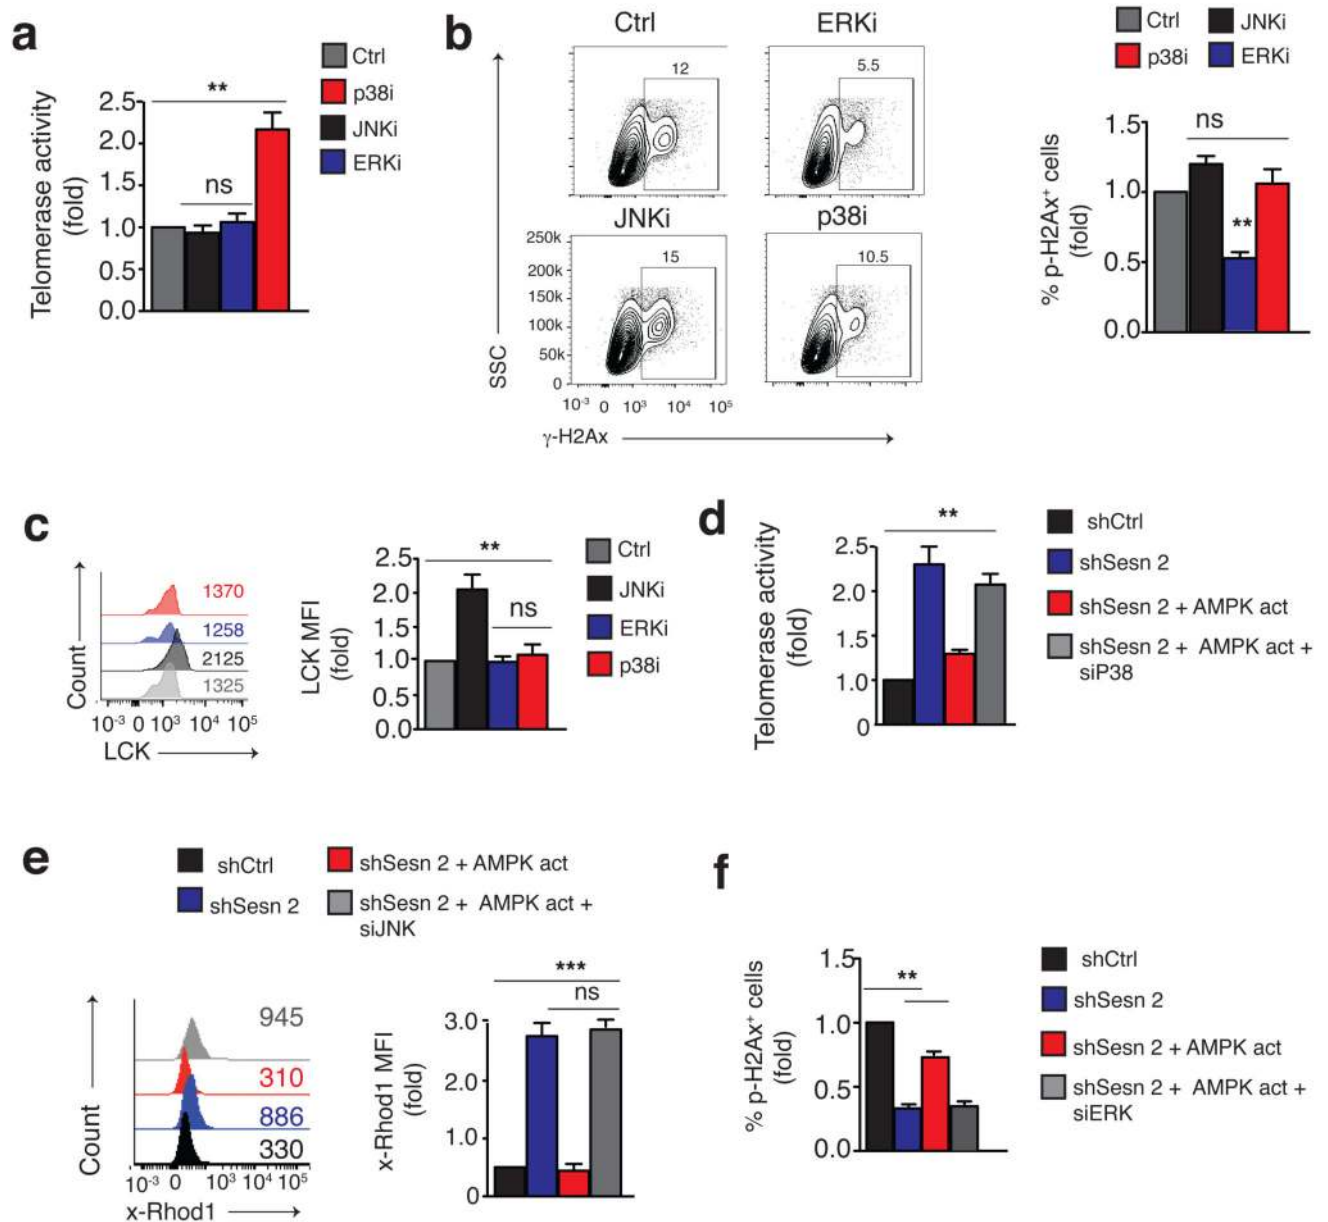 a
Ctrl
p38i
JNKi
ERKi
**
ns
Telomerase activity
(fold)
2.5
2.0
1.5
1.0
0.5
0.0
b
Ctrl
ERKi
12
5.5
JNKi
p38i
15
10.5
250k
200k
150k
100k
50k
0
SSC
10-3 0 10³ 10⁴ 10⁵
γ-H2Ax
Ctrl
JNKi
p38i
ERKi
% p-H2Ax⁺ cells
(fold)
1.5
1.0
0.5
0.0
ns
**
c
1370
1258
2125
1325
Count
10-3 0 10³ 10⁴ 10⁵
LCK
LCK MFI
(fold)
2.5
2.0
1.5
1.0
0.5
0.0
**
ns
Ctrl
JNKi
ERKi
p38i
d
Telomerase activity
(fold)
2.5
2.0
1.5
1.0
0
**
shCtrl
shSesn 2
shSesn 2 + AMPK act
shSesn 2 + AMPK act +
siP38
e
shCtrl
shSesn 2
shSesn 2 + AMPK act
shSesn 2 + AMPK act +
siJNK
945
310
886
330
Count
10-3 0 10³ 10⁴ 10⁵
x-Rhod1
x-Rhod1 MFI
(fold)
3.0
2.0
1.0
0
***
ns
f
% p-H2Ax⁺ cells
(fold)
1.5
1.0
0.5
0.0
**
shCtrl
shSesn 2
shSesn 2 + AMPK act
shSesn 2 + AMPK act +
siERK